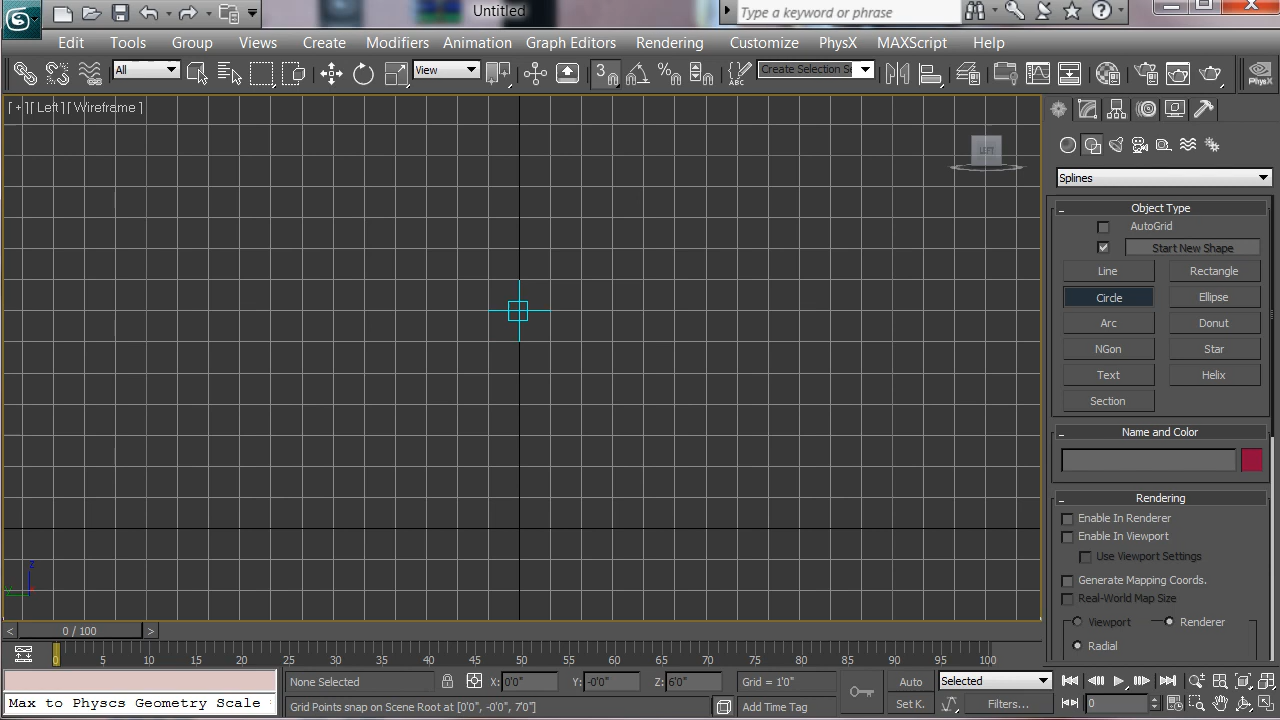 Untitled
Type a keyword or phrase
Edit Tools Group Views Create Modifiers Animation Graph Editors Rendering Customize PhysX MAXScript Help
All View 3 % ABC Create Selection Se PhysX
[ + ][ Left ][ Wireframe ]
LEFT
Splines
Object Type
AutoGrid
Start New Shape
Line Rectangle
Circle Ellipse
Arc Donut
NGon Star
Text Helix
Section
Name and Color
Rendering
Enable In Renderer
Enable In Viewport
Use Viewport Settings
Generate Mapping Coords.
Real-World Map Size
Viewport Renderer
Radial
z
y
< 0 / 100 >
0 5 10 15 20 25 30 35 40 45 50 55 60 65 70 75 80 85 90 95 100
None Selected X: 0'0" Y: -0'0" Z: 6'0" Grid = 1'0" Auto Selected
Max to Physcs Geometry Scale Grid Points snap on Scene Root at [0'0", -0'0", 7'0"] Add Time Tag Set K. Filters... 0